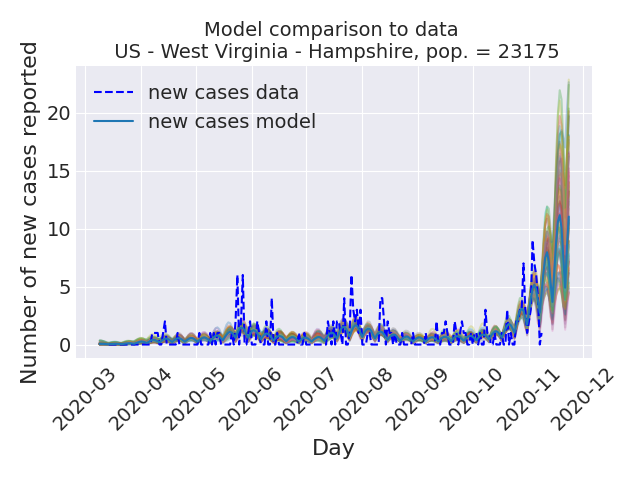 Model comparison to data
US - West Virginia - Hampshire, pop. = 23175
Number of new cases reported
20
15
10
5
0
new cases data
new cases model
2020-03
2020-04
2020-05
2020-06
2020-07
2020-08
2020-09
2020-10
2020-11
2020-12
Day